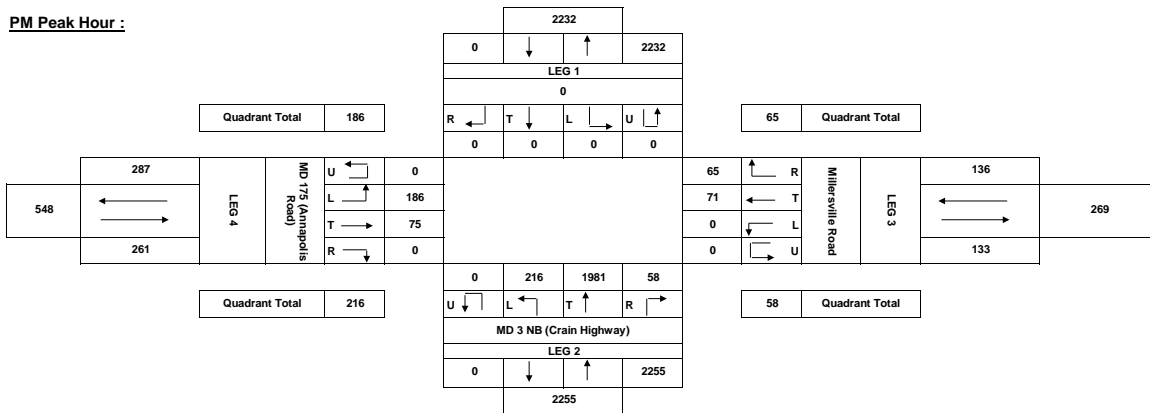 PM Peak Hour :
2232
0 2232
LEG 1
0
Quadrant Total 186
R T L U
65 Quadrant Total
0 0 0 0
287
548
261
LEG 4
MD 175 (Annapolis Road)
U 0
L 186
T 75
R 0
65 R
71 T
0 L
0 U
Millersville Road
LEG 3
136
269
133
Quadrant Total 216
0 216 1981 58
U L T R
58 Quadrant Total
MD 3 NB (Crain Highway)
LEG 2
0 2255
2255